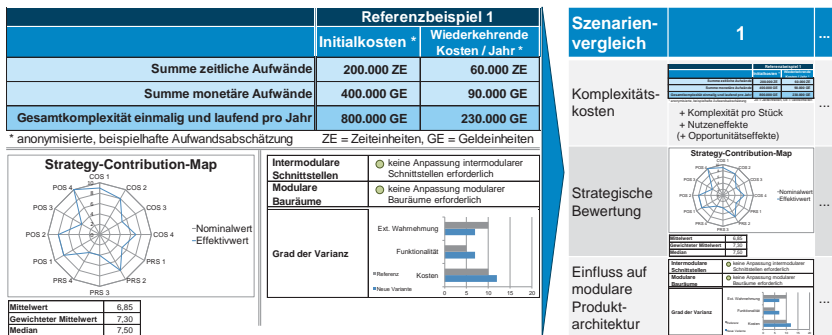 Referenzbeispiel 1
Initialkosten * Wiederkehrende Kosten / Jahr *
Summe zeitliche Aufwände 200.000 ZE 60.000 ZE
Summe monetäre Aufwände 400.000 GE 90.000 GE
Gesamtkomplexität einmalig und laufend pro Jahr 800.000 GE 230.000 GE
* anonymisierte, beispielhafte Aufwandsabschätzung ZE = Zeiteinheiten, GE = Geldeinheiten
Strategy-Contribution-Map
COS 1
COS 2
COS 3
COS 4
PRS 1
PRS 2
PRS 3
PRS 4
POS 1
POS 2
POS 3
POS 4
10
8
6
4
2
0
Nominalwert
Effektivwert
Mittelwert 6,85
Gewichteter Mittelwert 7,30
Median 7,50
Intermodulare Schnittstellen
keine Anpassung intermodularer
Schnittstellen erforderlich
Modulare Bauräume
keine Anpassung modularer
Bauräume erforderlich
Grad der Varianz
Ext. Wahrnehmung
Funktionalität
Kosten
Referenz
Neue Variante
0 5 10 15 20
Szenarien-
vergleich
1
...
Komplexitäts-
kosten
Referenzbeispiel 1
+ Komplexität pro Stück
+ Nutzeneffekte
(+ Opportunitätseffekte)
...
Strategische
Bewertung
Strategy-Contribution-Map
Nominalwert
Effektivwert
Mittelwert 6,85
Gewichteter Mittelwert 7,30
Median 7,50
...
Einfluss auf
modulare
Produkt-
architektur
Intermodulare
Schnittstellen
keine Anpassung intermodularer
Schnittstellen erforderlich
Modulare
Bauräume
keine Anpassung modularer
Bauräume erforderlich
Grad der Varianz
Ext. Wahrnehmung
Funktionalität
Kosten
...